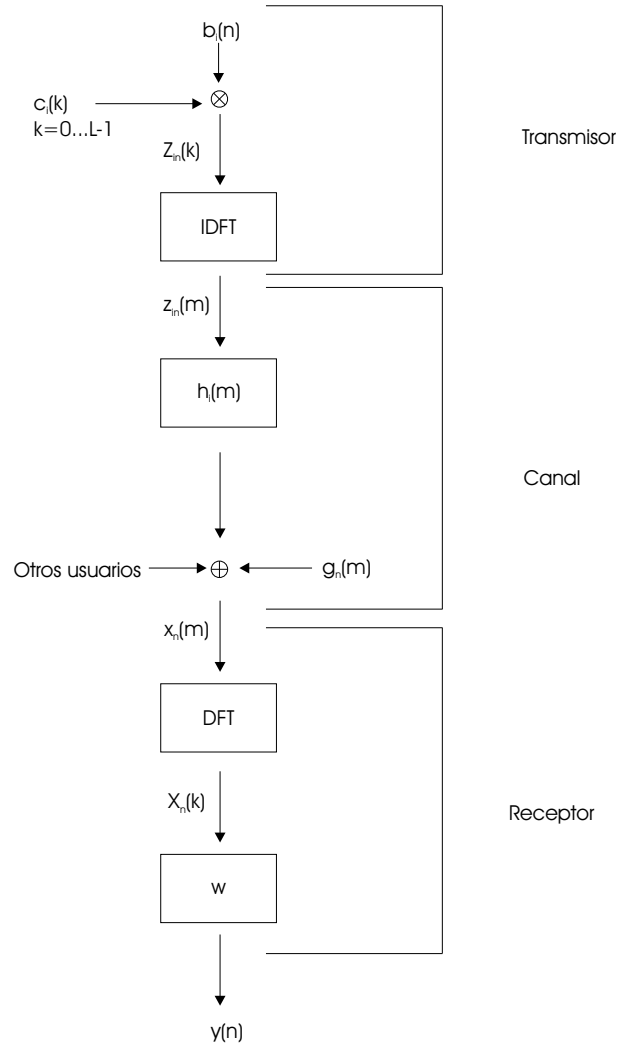 bᵢ(n)
cᵢ(k)
k=0...L-1
Zᵢₙ(k)
Transmisor
IDFT
zᵢₙ(m)
hᵢ(m)
Canal
Otros usuarios
gₙ(m)
xₙ(m)
DFT
Xₙ(k)
Receptor
w
y(n)